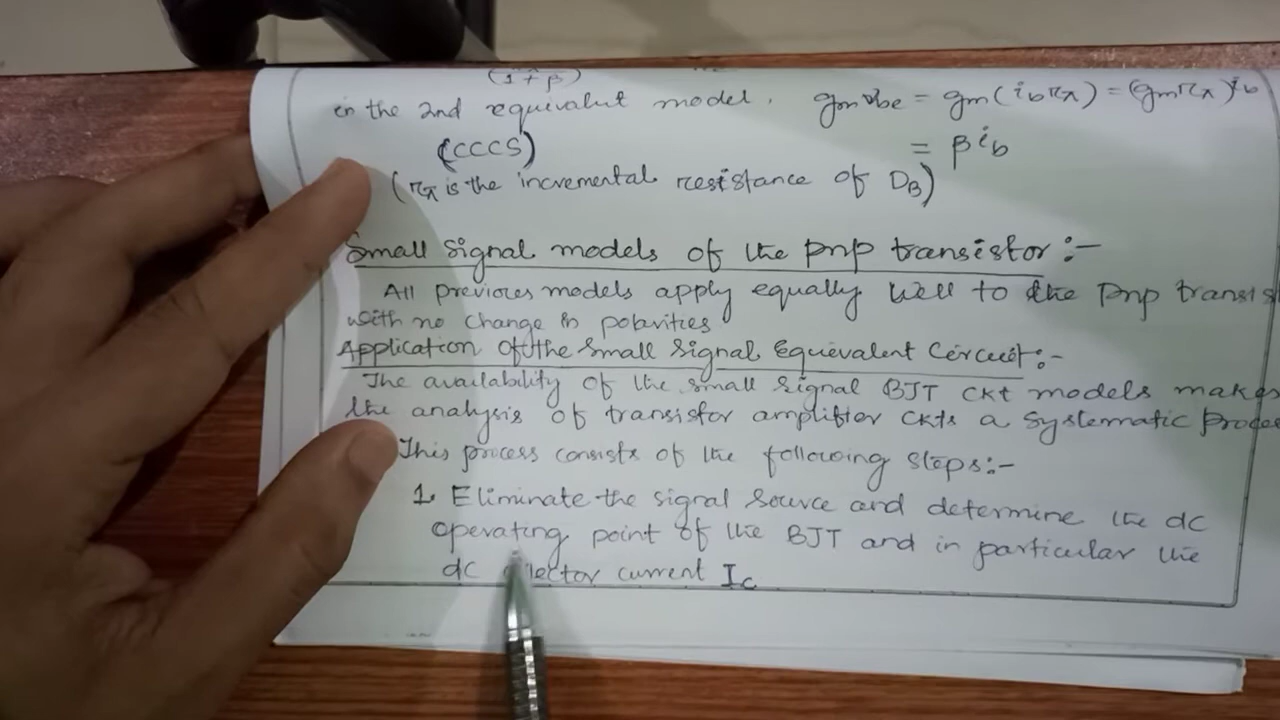 (1+β)
in the 2nd equivalent model. gmvbe = gm(ibrπ) = (gmrπ)ib
(CCCS) = βib
(rπ is the incremental resistance of DB)
Small Signal models of the pnp transistor:-
All previous models apply equally well to the pnp transis
with no change in polarities
Application Of the Small Signal Equivalent Circuit:-
The availability of the small signal BJT ckt models makes
the analysis of transistor amplifier ckts a systematic proces
This process consists of the following steps:-
1. Eliminate the signal source and determine the dc
operating point of the BJT and in particular the
dc collector current Ic